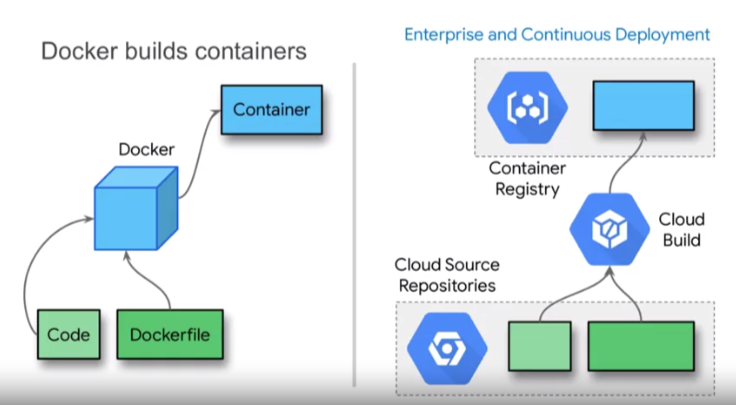 Docker builds containers
Container
Docker
Code
Dockerfile
Enterprise and Continuous Deployment
Container
Registry
Cloud
Build
Cloud Source
Repositories